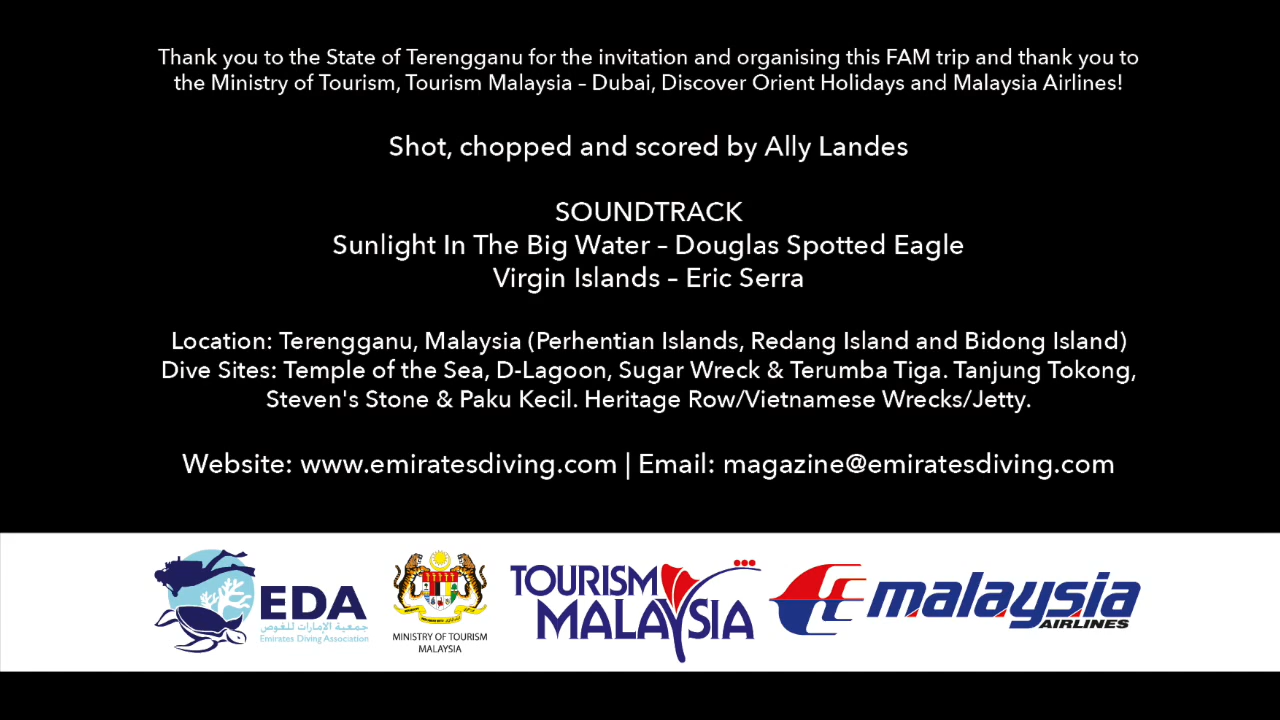 Thank you to the State of Terengganu for the invitation and organising this FAM trip and thank you to
the Ministry of Tourism, Tourism Malaysia – Dubai, Discover Orient Holidays and Malaysia Airlines!
Shot, chopped and scored by Ally Landes
SOUNDTRACK
Sunlight In The Big Water – Douglas Spotted Eagle
Virgin Islands – Eric Serra
Location: Terengganu, Malaysia (Perhentian Islands, Redang Island and Bidong Island)
Dive Sites: Temple of the Sea, D-Lagoon, Sugar Wreck & Terumba Tiga. Tanjung Tokong,
Steven's Stone & Paku Kecil. Heritage Row/Vietnamese Wrecks/Jetty.
Website: www.emiratesdiving.com | Email: magazine@emiratesdiving.com
EDA
جمعية الإمارات للغوص
Emirates Diving Association
MINISTRY OF TOURISM
MALAYSIA
TOURISM
MALAYSIA
malaysia
AIRLINES